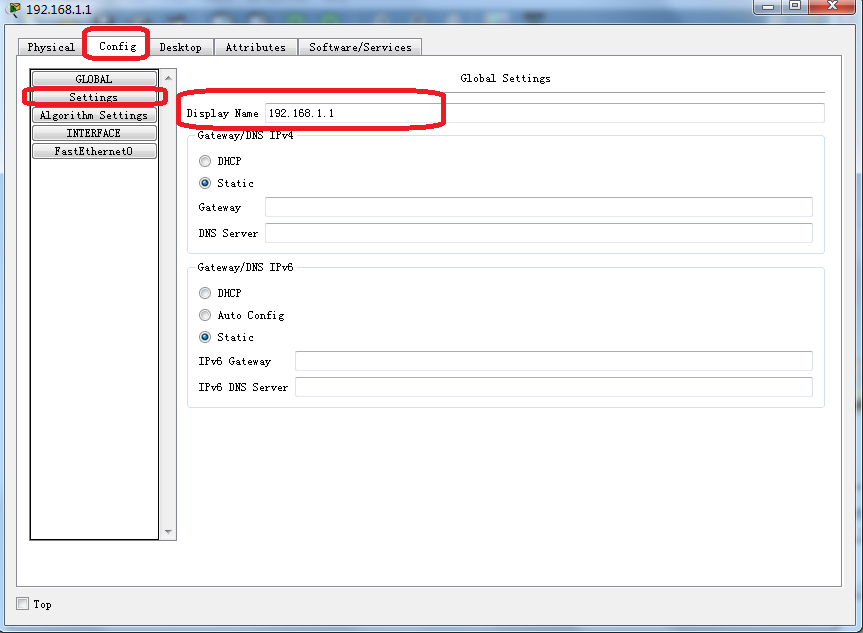 192.168.1.1
Physical Config Desktop Attributes Software/Services
GLOBAL
Settings
Algorithm Settings
INTERFACE
FastEthernet0
Global Settings
Display Name 192.168.1.1
Gateway/DNS IPv4
DHCP
Static
Gateway
DNS Server
Gateway/DNS IPv6
DHCP
Auto Config
Static
IPv6 Gateway
IPv6 DNS Server
Top